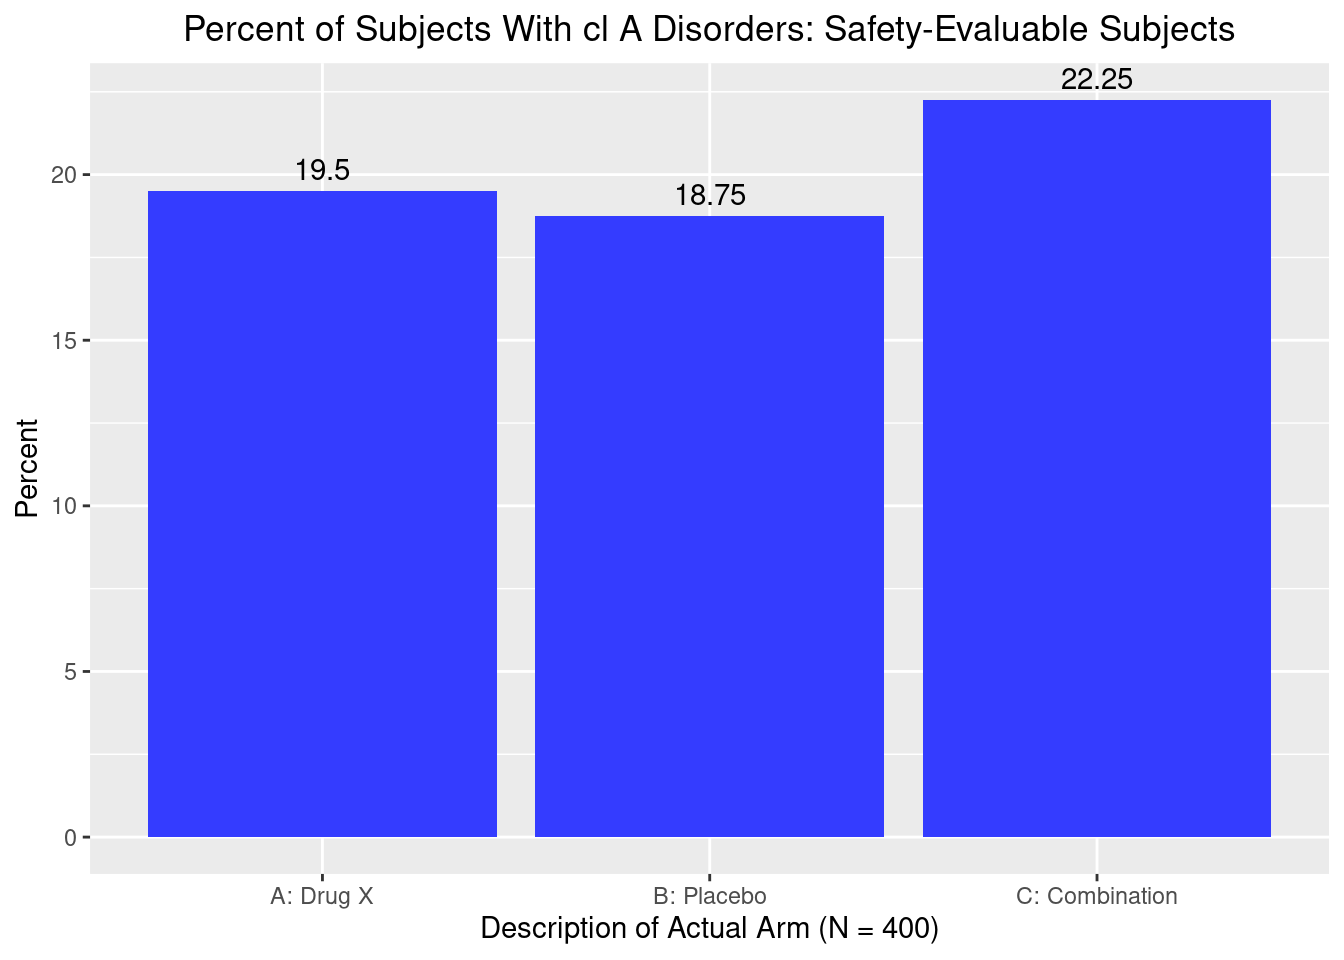 Percent of Subjects With cl A Disorders: Safety-Evaluable Subjects
22.25
19.5
18.75
20
15
10
5
0
Percent
A: Drug X
B: Placebo
C: Combination
Description of Actual Arm (N = 400)